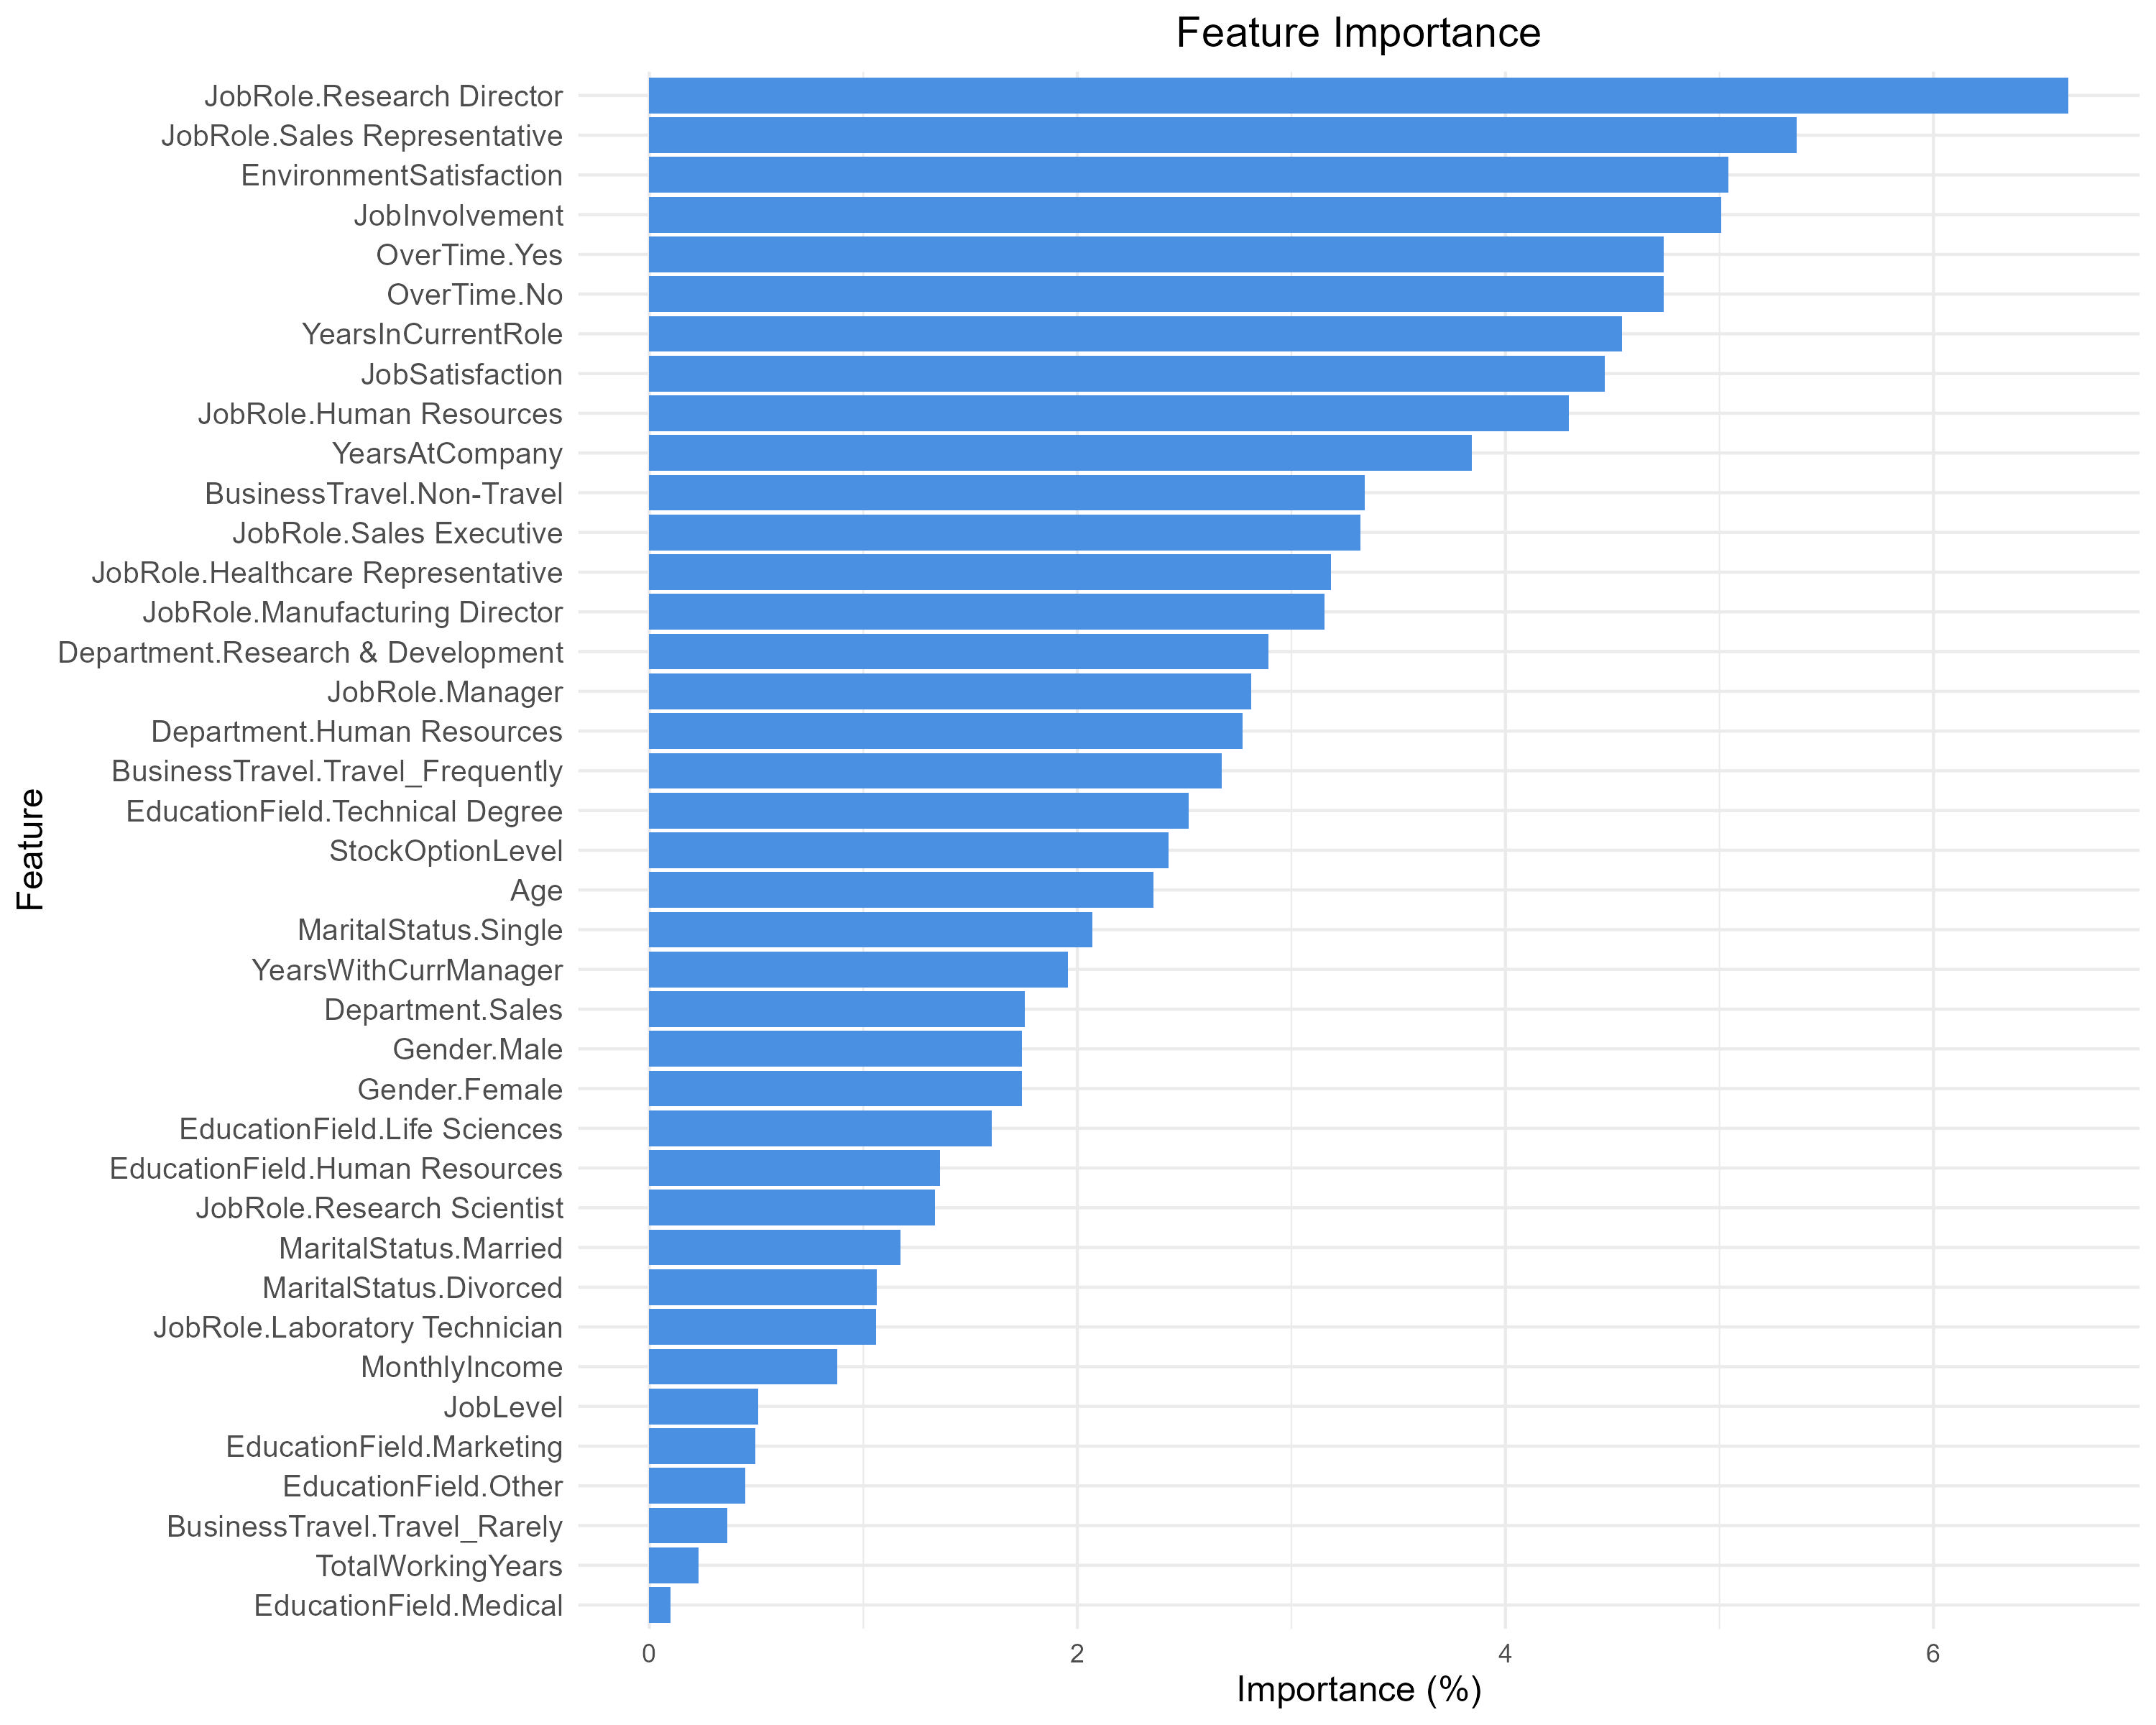 Feature Importance
JobRole.Research Director
JobRole.Sales Representative
EnvironmentSatisfaction
JobInvolvement
OverTime.Yes
OverTime.No
YearsInCurrentRole
JobSatisfaction
JobRole.Human Resources
YearsAtCompany
BusinessTravel.Non-Travel
JobRole.Sales Executive
JobRole.Healthcare Representative
JobRole.Manufacturing Director
Department.Research & Development
JobRole.Manager
Department.Human Resources
BusinessTravel.Travel_Frequently
EducationField.Technical Degree
StockOptionLevel
Age
MaritalStatus.Single
YearsWithCurrManager
Department.Sales
Gender.Male
Gender.Female
EducationField.Life Sciences
EducationField.Human Resources
JobRole.Research Scientist
MaritalStatus.Married
MaritalStatus.Divorced
JobRole.Laboratory Technician
MonthlyIncome
JobLevel
EducationField.Marketing
EducationField.Other
BusinessTravel.Travel_Rarely
TotalWorkingYears
EducationField.Medical
Feature
0 2 4 6
Importance (%)